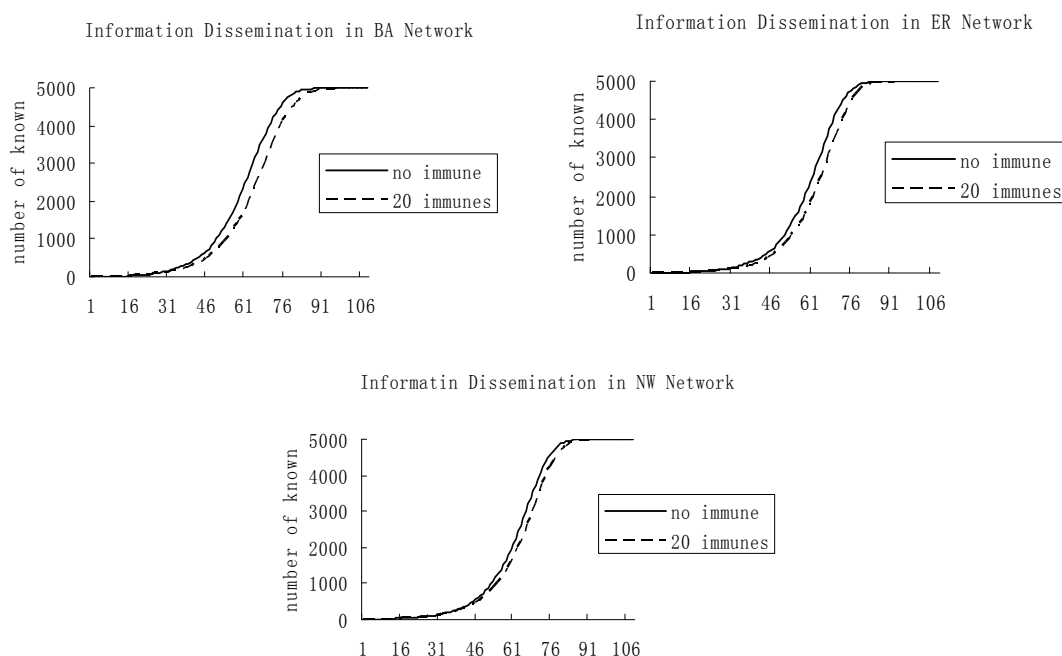 Information Dissemination in BA Network
number of known
5000
4000
3000
2000
1000
0
1 16 31 46 61 76 91 106
no immune
20 immunes
Information Dissemination in ER Network
number of known
5000
4000
3000
2000
1000
0
1 16 31 46 61 76 91 106
no immune
20 immunes
Informatin Dissemination in NW Network
number of known
5000
4000
3000
2000
1000
0
1 16 31 46 61 76 91 106
no immune
20 immunes